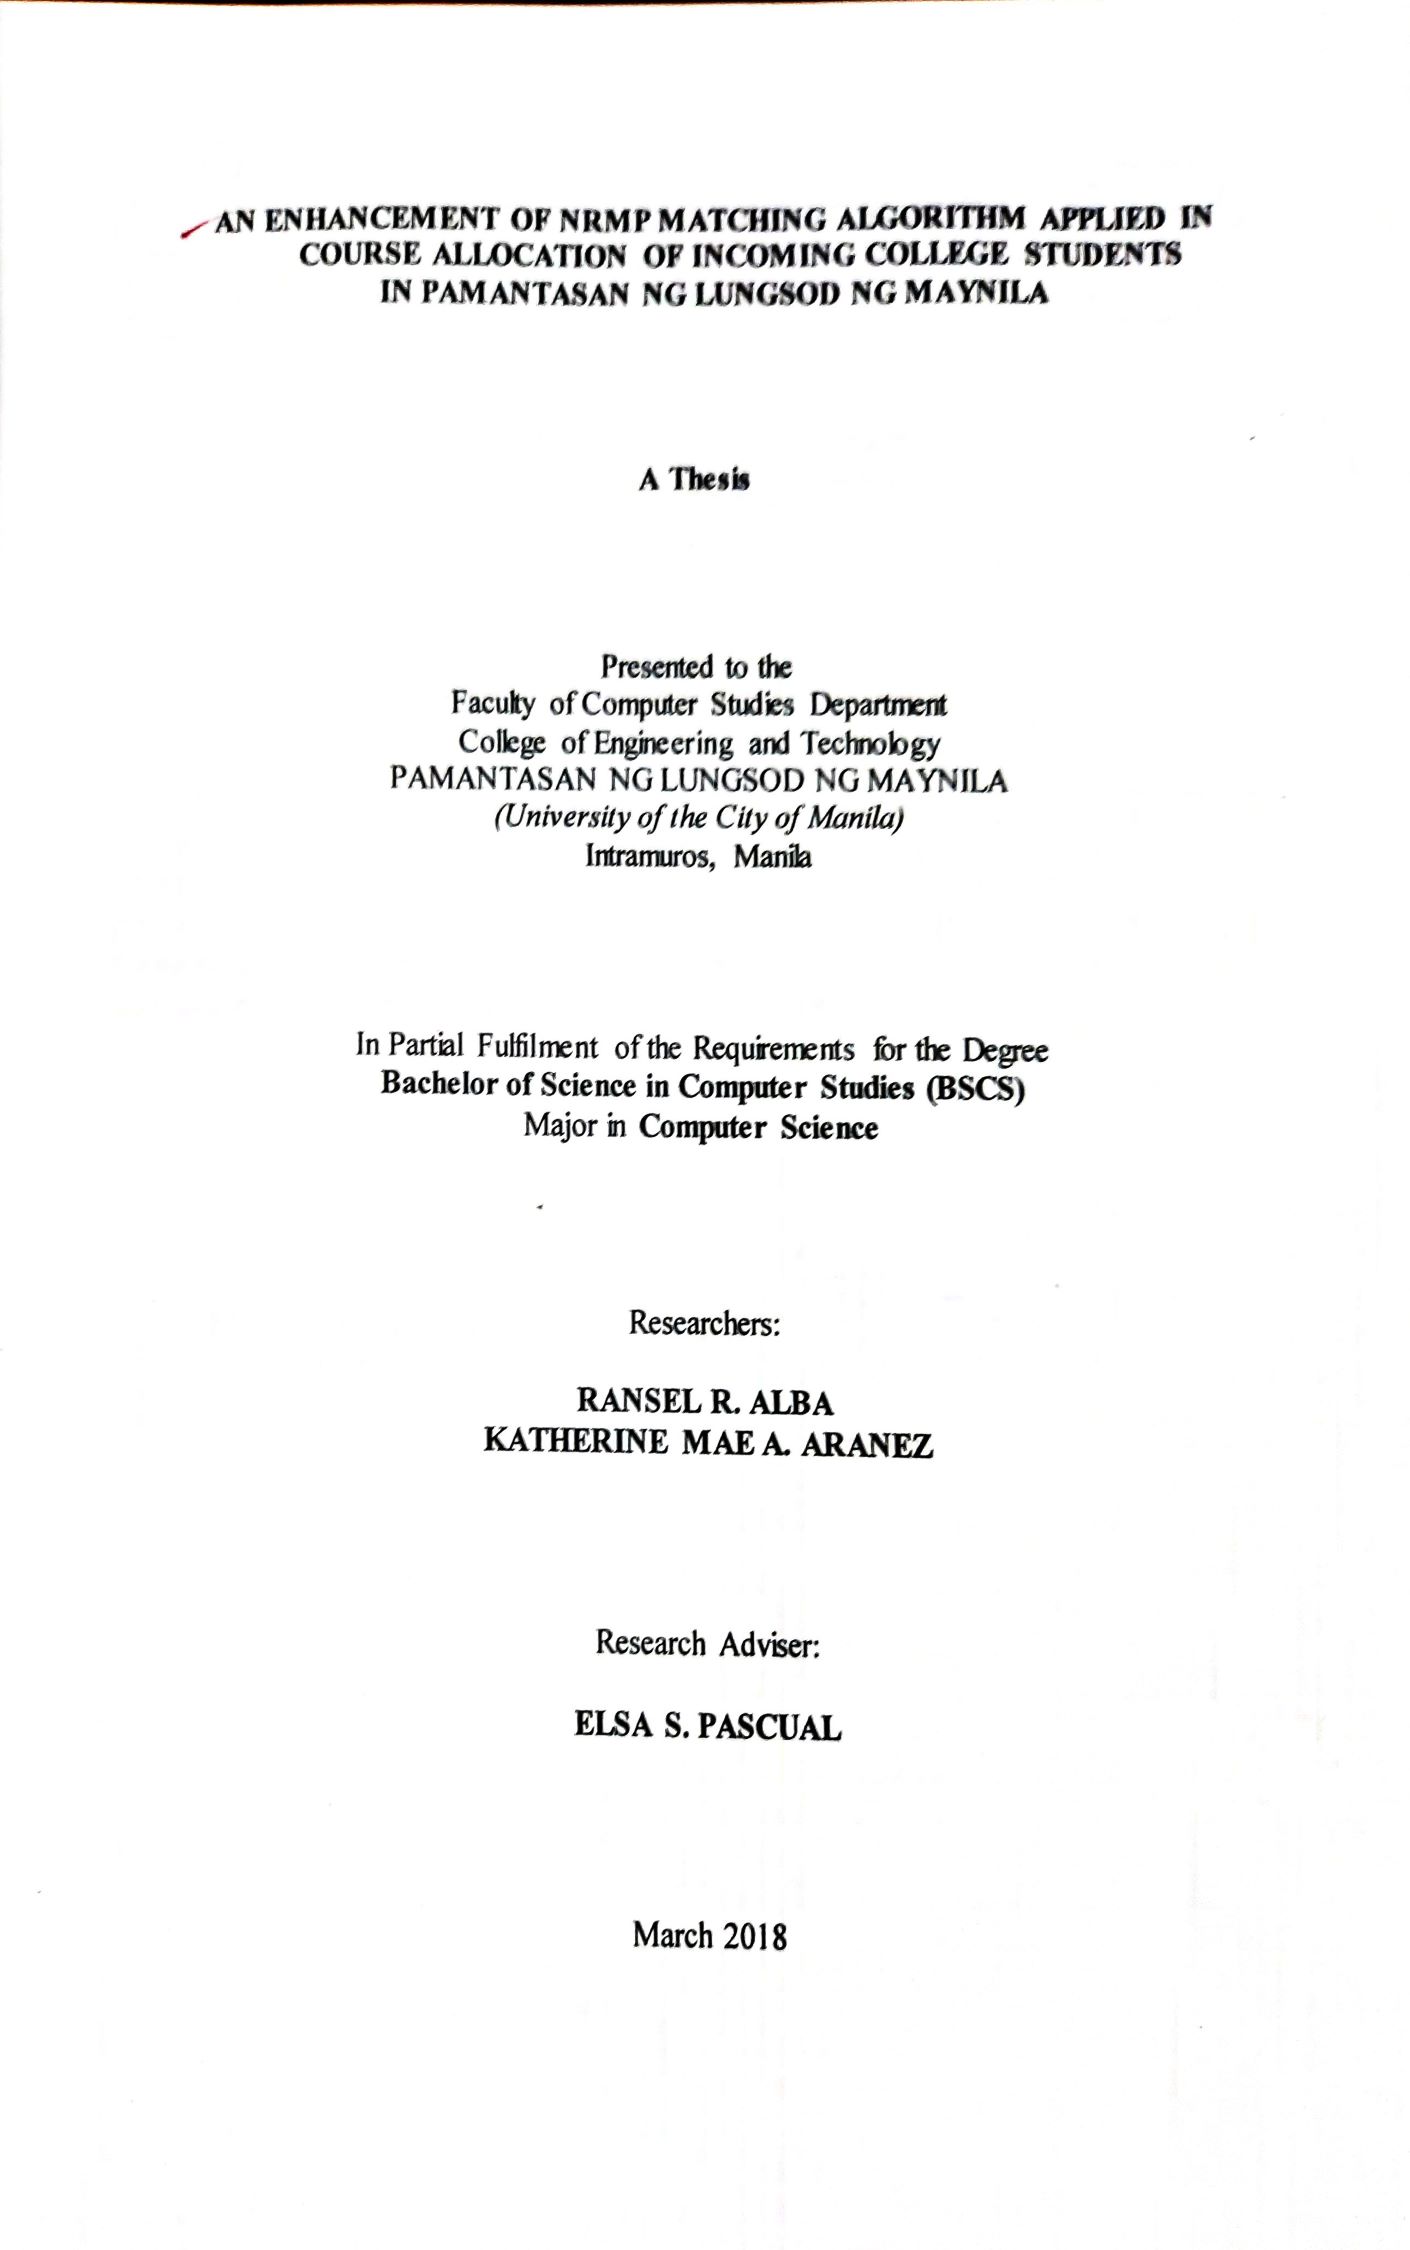 AN ENHANCEMENT OF NRMP MATCHING ALGORITHM APPLIED IN
COURSE ALLOCATION OF INCOMING COLLEGE STUDENTS
IN PAMANTASAN NG LUNGSOD NG MAYNILA
A Thesis
Presented to the
Faculty of Computer Studies Department
College of Engineering and Technology
PAMANTASAN NG LUNGSOD NG MAYNILA
(University of the City of Manila)
Intramuros, Manila
In Partial Fulfilment of the Requirements for the Degree
Bachelor of Science in Computer Studies (BSCS)
Major in Computer Science
Researchers:
RANSEL R. ALBA
KATHERINE MAE A. ARANEZ
Research Adviser:
ELSA S. PASCUAL
March 2018